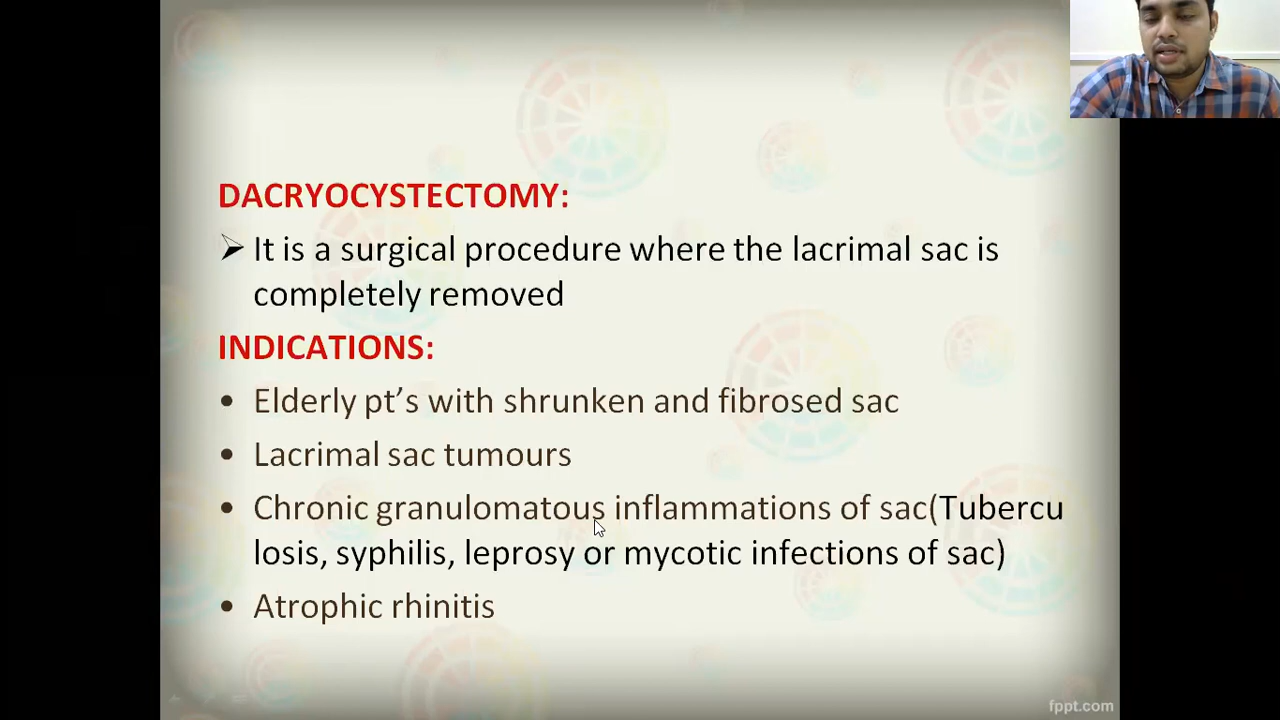 DACRYOCYSTECTOMY:
➢ It is a surgical procedure where the lacrimal sac is
completely removed
INDICATIONS:
• Elderly pt’s with shrunken and fibrosed sac
• Lacrimal sac tumours
• Chronic granulomatous inflammations of sac(Tubercu
losis, syphilis, leprosy or mycotic infections of sac)
• Atrophic rhinitis
fppt.com